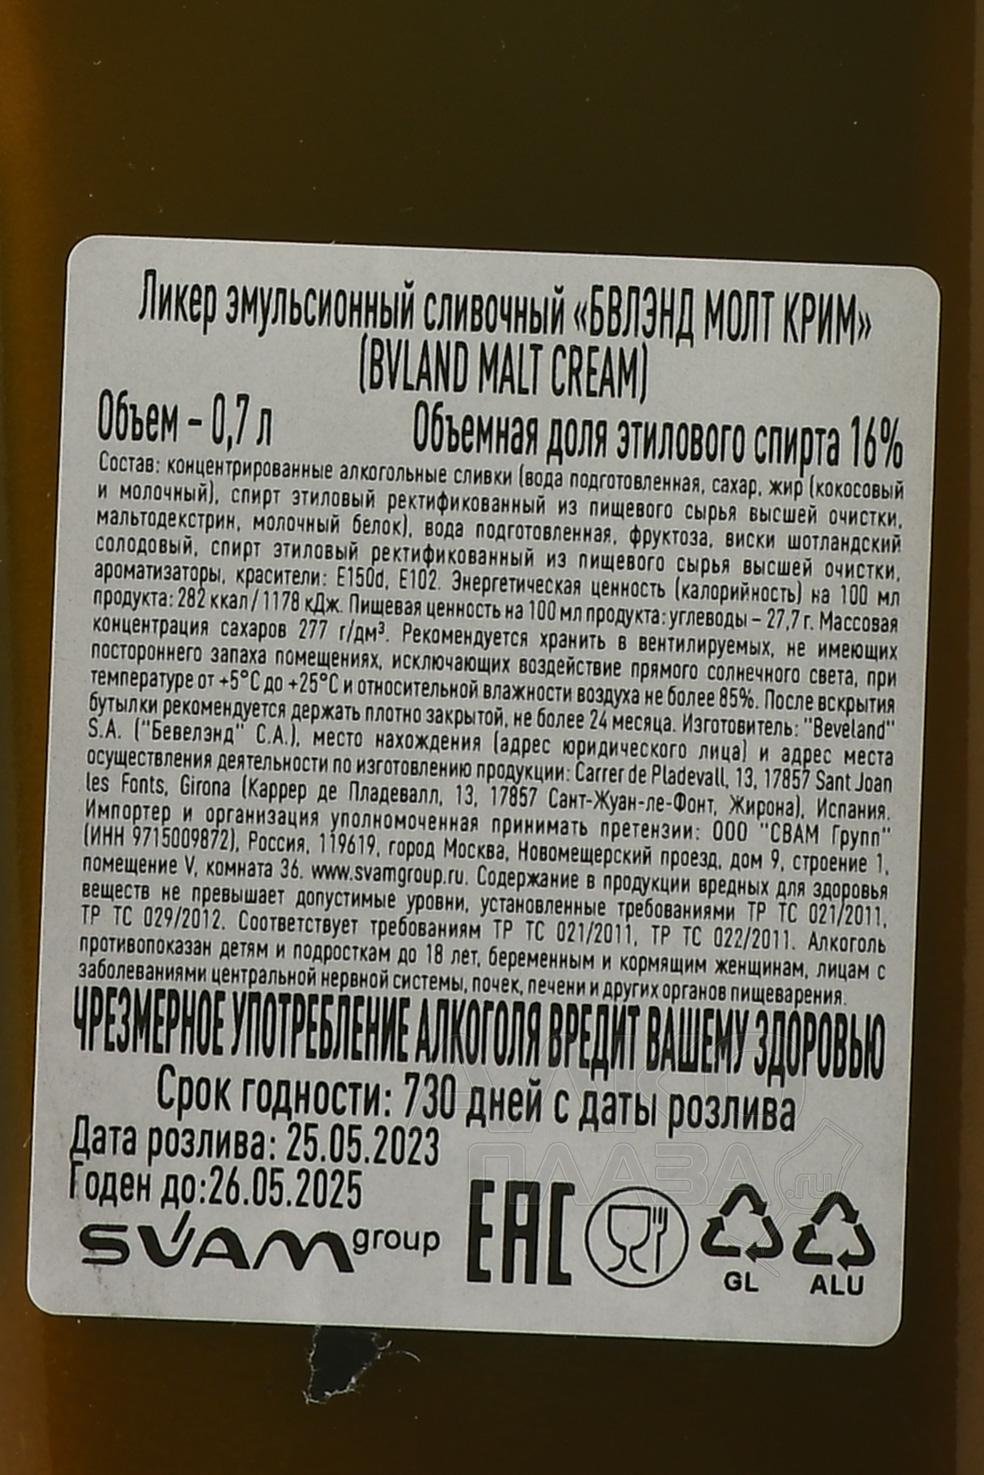 Ликер эмульсионный сливочный «БВЛЭНД МОЛТ КРИМ»
(BVLAND MALT CREAM)
Объем – 0,7 л Объемная доля этилового спирта 16%
Состав: концентрированные алкогольные сливки (вода подготовленная, сахар, жир (кокосовый
и молочный), спирт этиловый ректификованный из пищевого сырья высшей очистки,
мальтодекстрин, молочный белок), вода подготовленная, фруктоза, виски шотландский
солодовый, спирт этиловый ректификованный из пищевого сырья высшей очистки,
ароматизаторы, красители: E150d, E102. Энергетическая ценность (калорийность) на 100 мл
продукта: 282 ккал / 1178 кДж. Пищевая ценность на 100 мл продукта: углеводы – 27,7 г. Массовая
концентрация сахаров 277 г/дм³. Рекомендуется хранить в вентилируемых, не имеющих
постороннего запаха помещениях, исключающих воздействие прямого солнечного света, при
температуре от +5°C до +25°C и относительной влажности воздуха не более 85%. После вскрытия
бутылки рекомендуется держать плотно закрытой, не более 24 месяца. Изготовитель: "Beveland"
S.A. ("Бевелэнд" С.А.), место нахождения (адрес юридического лица) и адрес места
осуществления деятельности по изготовлению продукции: Carrer de Pladevall, 13, 17857 Sant Joan
les Fonts, Girona (Каррер де Пладевалл, 13, 17857 Сант-Жуан-ле-Фонт, Жирона), Испания.
Импортер и организация уполномоченная принимать претензии: ООО "СВАМ Групп"
(ИНН 9715009872), Россия, 119619, город Москва, Новомещерский проезд, дом 9, строение 1,
помещение V, комната 36. www.svamgroup.ru. Содержание в продукции вредных для здоровья
веществ не превышает допустимые уровни, установленные требованиями ТР ТС 021/2011,
ТР ТС 029/2012. Соответствует требованиям ТР ТС 021/2011, ТР ТС 022/2011. Алкоголь
противопоказан детям и подросткам до 18 лет, беременным и кормящим женщинам, лицам с
заболеваниями центральной нервной системы, почек, печени и других органов пищеварения.
ЧРЕЗМЕРНОЕ УПОТРЕБЛЕНИЕ АЛКОГОЛЯ ВРЕДИТ ВАШЕМУ ЗДОРОВЬЮ
Срок годности: 730 дней с даты розлива
Дата розлива: 25.05.2023
Годен до:26.05.2025
SVAM group EAC GL ALU
ПЛАЗА.ru